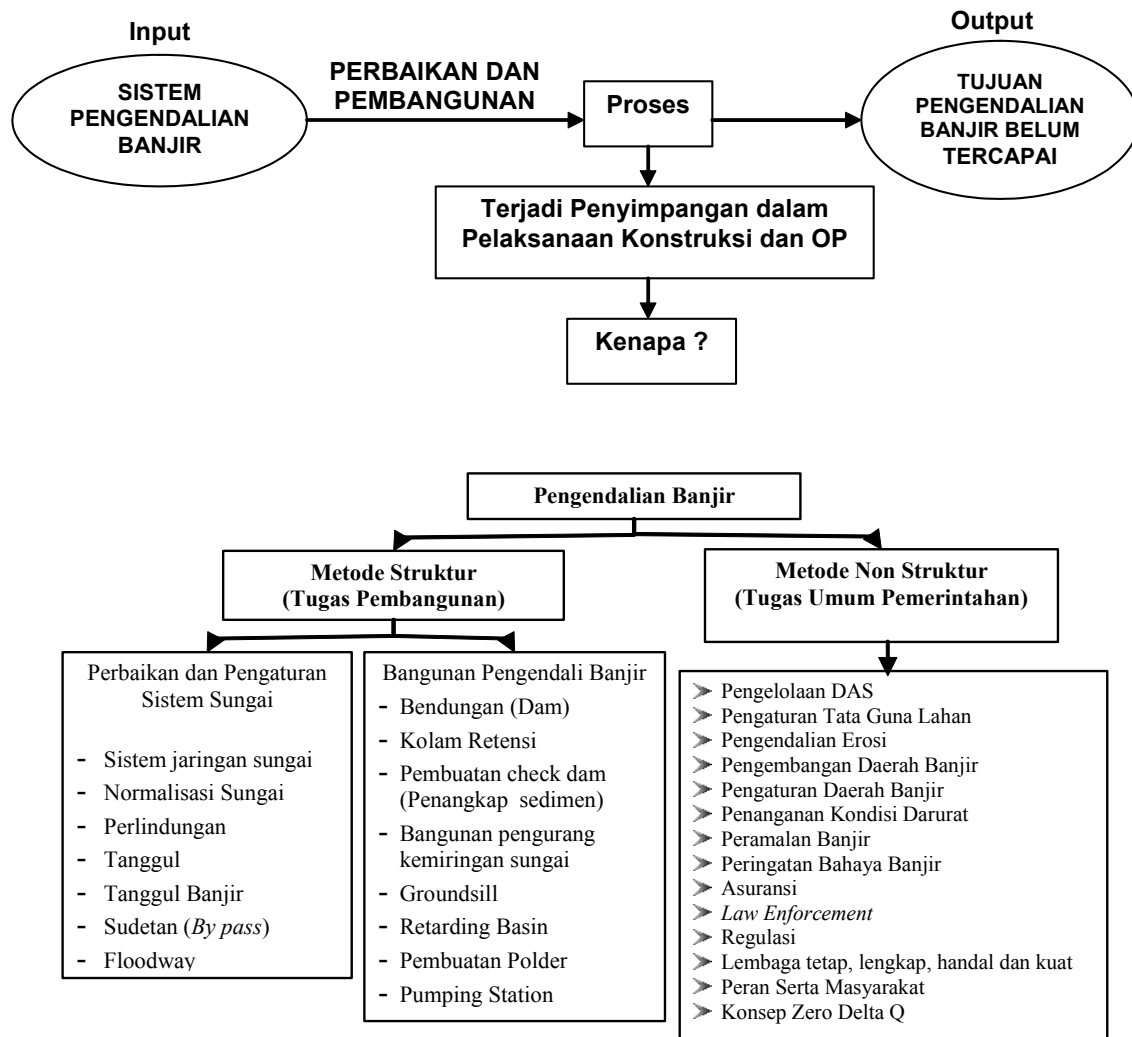 Input
Output
SISTEM
PENGENDALIAN
BANJIR
PERBAIKAN DAN
PEMBANGUNAN
Proses
TUJUAN
PENGENDALIAN
BANJIR BELUM
TERCAPAI
Terjadi Penyimpangan dalam
Pelaksanaan Konstruksi dan OP
Kenapa ?
Pengendalian Banjir
Metode Struktur
(Tugas Pembangunan)
Metode Non Struktur
(Tugas Umum Pemerintahan)
Perbaikan dan Pengaturan
Sistem Sungai
- Sistem jaringan sungai
- Normalisasi Sungai
- Perlindungan
- Tanggul
- Tanggul Banjir
- Sudetan (By pass)
- Floodway
Bangunan Pengendali Banjir
- Bendungan (Dam)
- Kolam Retensi
- Pembuatan check dam
(Penangkap sedimen)
- Bangunan pengurang
kemiringan sungai
- Groundsill
- Retarding Basin
- Pembuatan Polder
- Pumping Station
➤ Pengelolaan DAS
➤ Pengaturan Tata Guna Lahan
➤ Pengendalian Erosi
➤ Pengembangan Daerah Banjir
➤ Pengaturan Daerah Banjir
➤ Penanganan Kondisi Darurat
➤ Peramalan Banjir
➤ Peringatan Bahaya Banjir
➤ Asuransi
➤ Law Enforcement
➤ Regulasi
➤ Lembaga tetap, lengkap, handal dan kuat
➤ Peran Serta Masyarakat
➤ Konsep Zero Delta Q